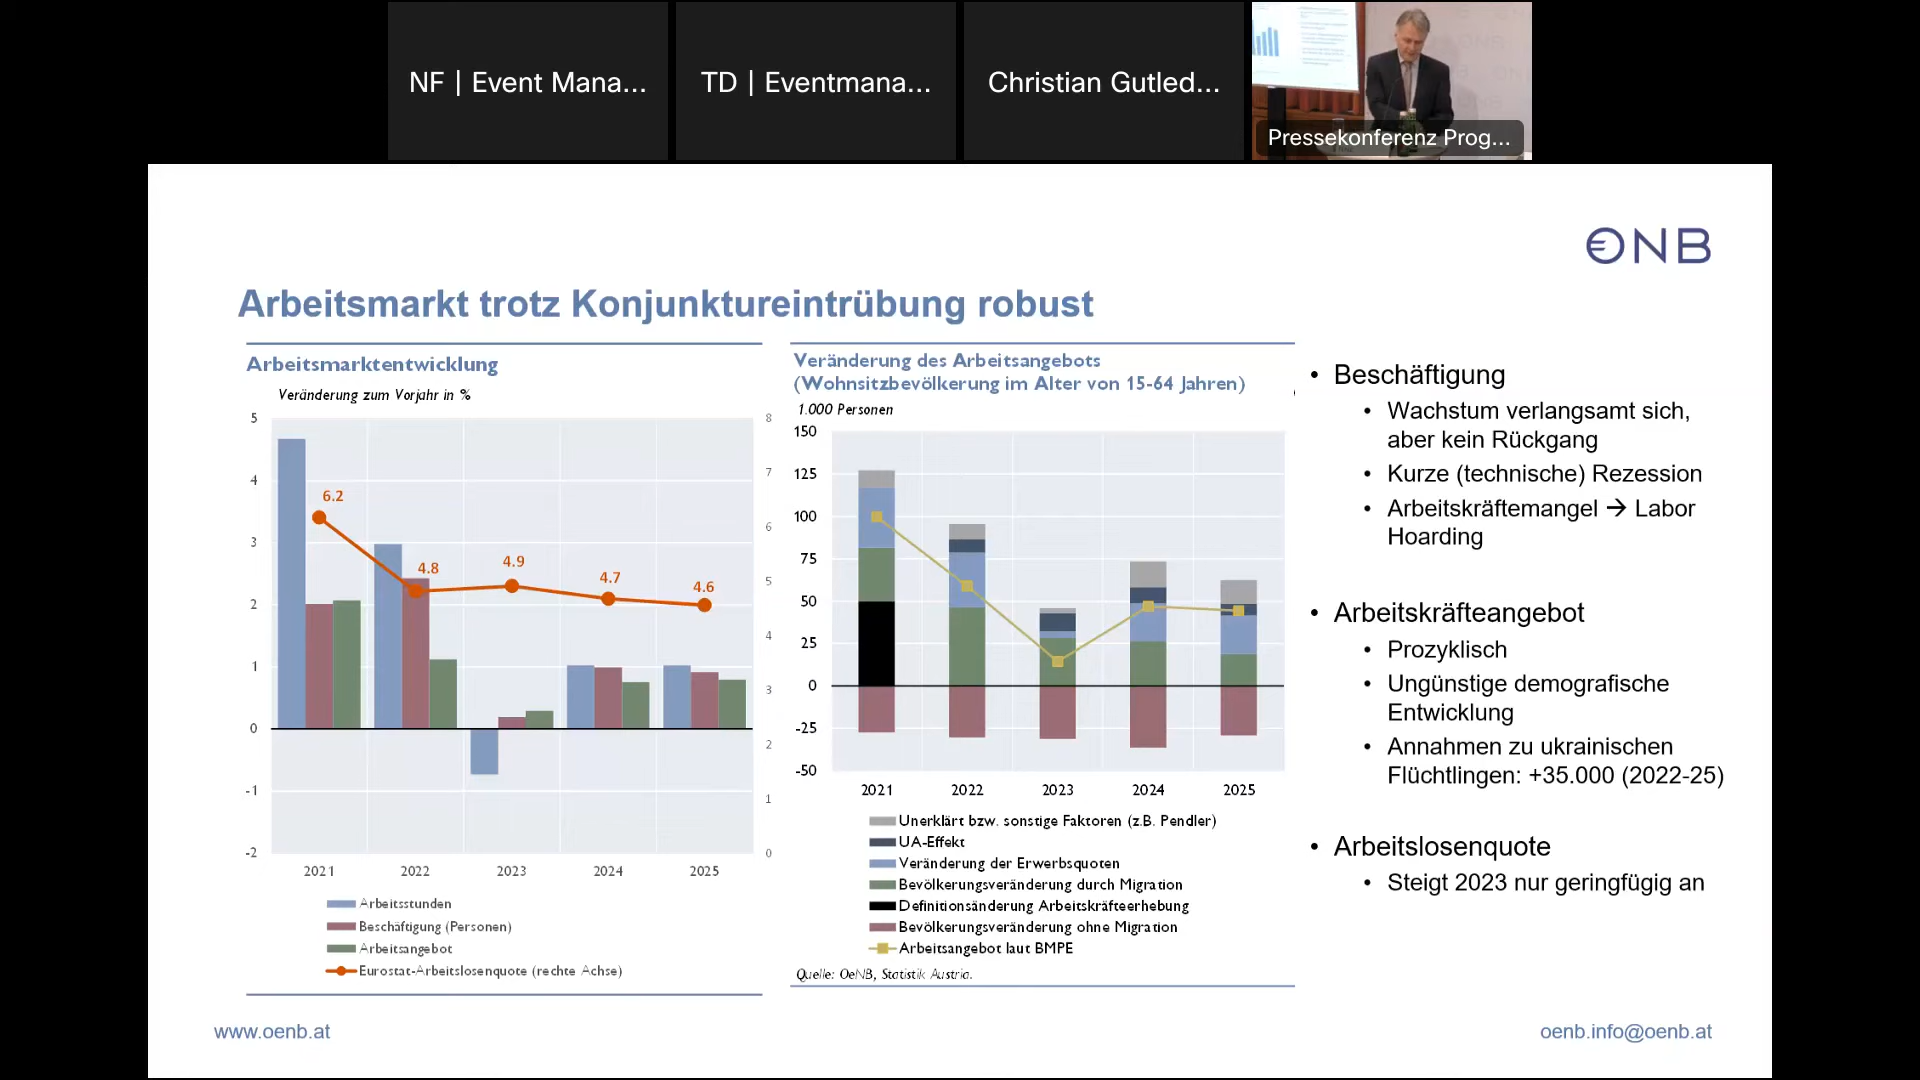 NF | Event Mana...
TD | Eventmana...
Christian Gutled...
Pressekonferenz Prog...
ONB
Arbeitsmarkt trotz Konjunktureintrübung robust
Arbeitsmarktentwicklung
Veränderung zum Vorjahr in %
5
4
3
2
1
0
-1
-2
8
7
6
5
4
3
2
1
0
6.2
4.8
4.9
4.7
4.6
2021 2022 2023 2024 2025
Arbeitsstunden
Beschäftigung (Personen)
Arbeitsangebot
Eurostat-Arbeitslosenquote (rechte Achse)
Veränderung des Arbeitsangebots
(Wohnsitzbevölkerung im Alter von 15-64 Jahren)
1.000 Personen
150
125
100
75
50
25
0
-25
-50
2021 2022 2023 2024 2025
Unerklärt bzw. sonstige Faktoren (z.B. Pendler)
UA-Effekt
Veränderung der Erwerbsquoten
Bevölkerungsveränderung durch Migration
Definitionsänderung Arbeitskräfteerhebung
Bevölkerungsveränderung ohne Migration
Arbeitsangebot laut BMPE
Quelle: OeNB, Statistik Austria.
• Beschäftigung
• Wachstum verlangsamt sich,
aber kein Rückgang
• Kurze (technische) Rezession
• Arbeitskräftemangel → Labor
Hoarding
• Arbeitskräfteangebot
• Prozyklisch
• Ungünstige demografische
Entwicklung
• Annahmen zu ukrainischen
Flüchtlingen: +35.000 (2022-25)
• Arbeitslosenquote
• Steigt 2023 nur geringfügig an
www.oenb.at
oenb.info@oenb.at